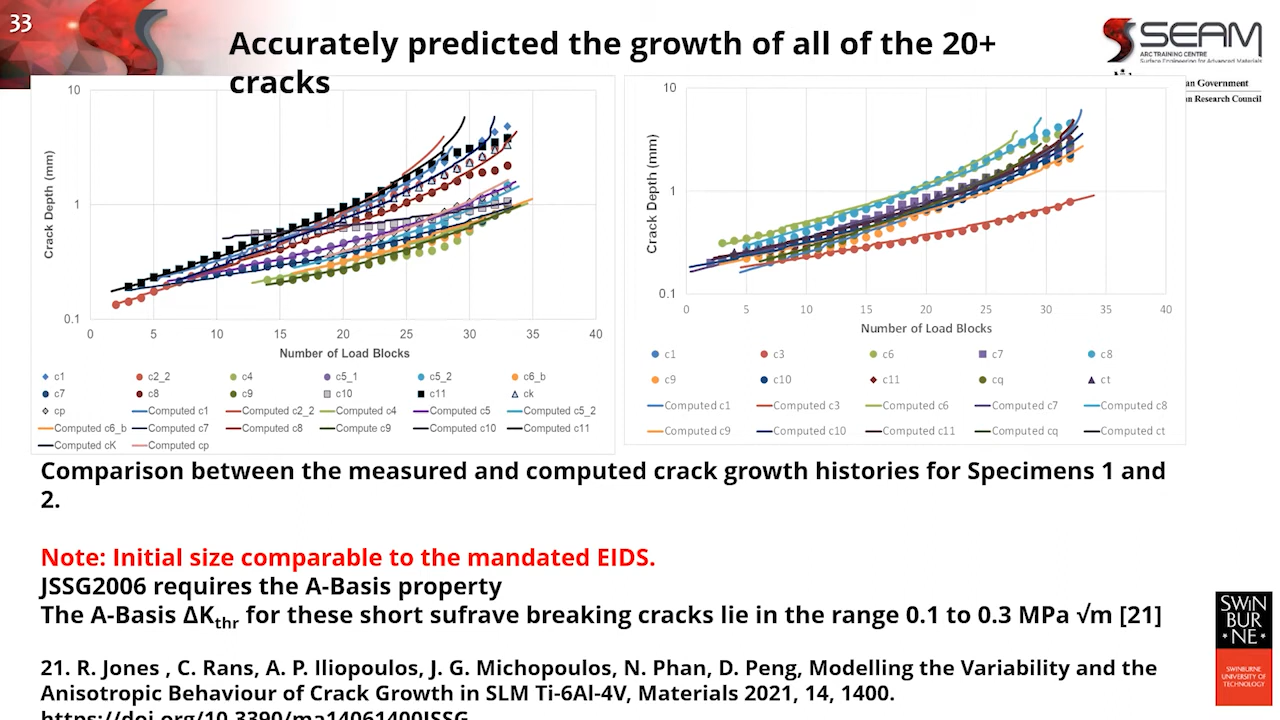 33
Accurately predicted the growth of all of the 20+
cracks
SEAM
ARC TRAINING CENTRE
Surface Engineering for Advanced Materials
an Government
n Research Council
10
1
0.1
Crack Depth (mm)
0 5 10 15 20 25 30 35 40
Number of Load Blocks
c1 c2_2 c4 c5_1 c5_2 c6_b
c7 c8 c9 c10 c11 ck
cp Computed c1 Computed c2_2 Computed c4 Computed c5 Computed c5_2
Computed c6_b Computed c7 Computed c8 Compute c9 Computed c10 Computed c11
Computed cK Computed cp
10
1
0.1
Crack Depth (mm)
0 5 10 15 20 25 30 35 40
Number of Load Blocks
c1 c3 c6 c7 c8
c9 c10 c11 cq ct
Computed c1 Computed c3 Computed c6 Computed c7 Computed c8
Computed c9 Computed c10 Computed c11 Computed cq Computed ct
Comparison between the measured and computed crack growth histories for Specimens 1 and
2.
Note: Initial size comparable to the mandated EIDS.
JSSG2006 requires the A-Basis property
The A-Basis ΔKthr for these short sufrave breaking cracks lie in the range 0.1 to 0.3 MPa √m [21]
21. R. Jones , C. Rans, A. P. Iliopoulos, J. G. Michopoulos, N. Phan, D. Peng, Modelling the Variability and the
Anisotropic Behaviour of Crack Growth in SLM Ti-6Al-4V, Materials 2021, 14, 1400.
https://doi.org/10.3390/ma14061400JSSG
SWIN
BUR
* NE *
SWINBURNE
UNIVERSITY OF
TECHNOLOGY